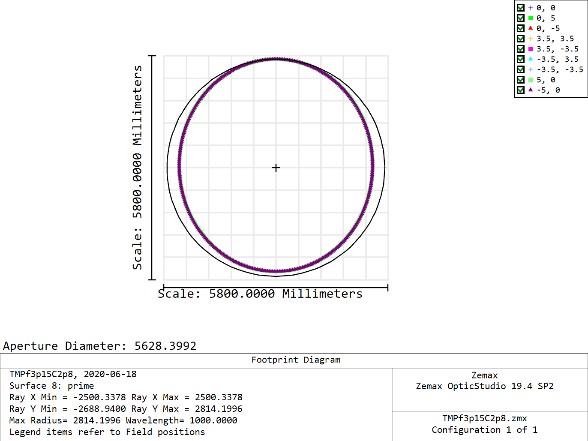 0, 0
0, 5
0, -5
3.5, 3.5
3.5, -3.5
-3.5, 3.5
-3.5, -3.5
5, 0
-5, 0
Scale: 5800.0000 Millimeters
Scale: 5800.0000 Millimeters
Aperture Diameter: 5628.3992
Footprint Diagram
TMPf3p15C2p8, 2020-06-18
Surface 8: prime
Ray X Min = -2500.3378 Ray X Max = 2500.3378
Ray Y Min = -2688.9400 Ray Y Max = 2814.1996
Max Radius= 2814.1996 Wavelength= 1000.0000
Legend items refer to Field positions
Zemax
Zemax OpticStudio 19.4 SP2
TMPf3p15C2p8.zmx
Configuration 1 of 1